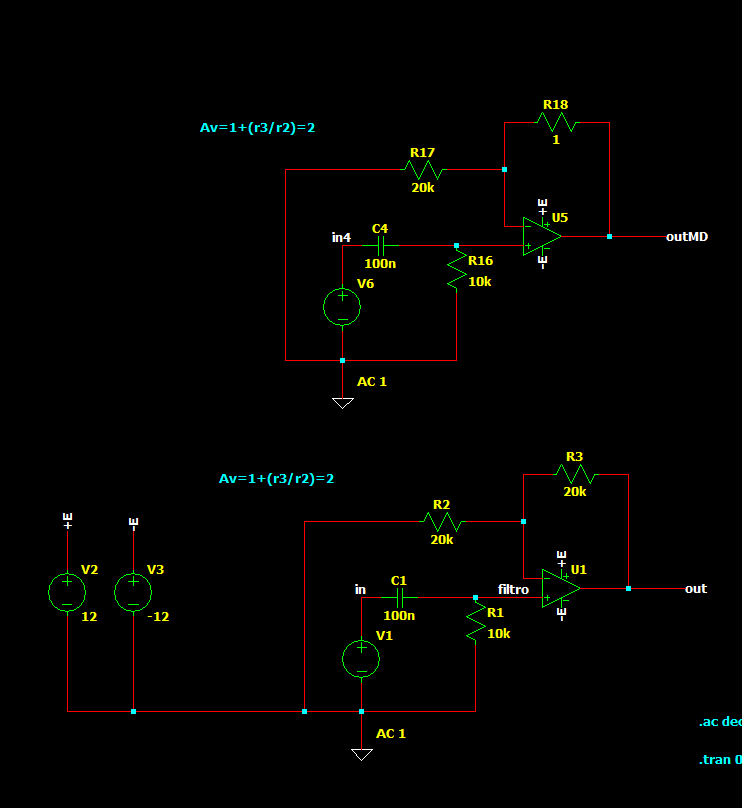 R18
Av=1+(r3/r2)=2
1
R17
20k
+E
U5
C4
in4
outMD
100n
R16
-E
10k
V6
AC 1
R3
Av=1+(r3/r2)=2
20k
R2
+E
-E
20k
+E
V2
V3
C1
U1
in
filtro
out
100n
R1
-E
12
-12
10k
V1
.ac dec
AC 1
.tran 0